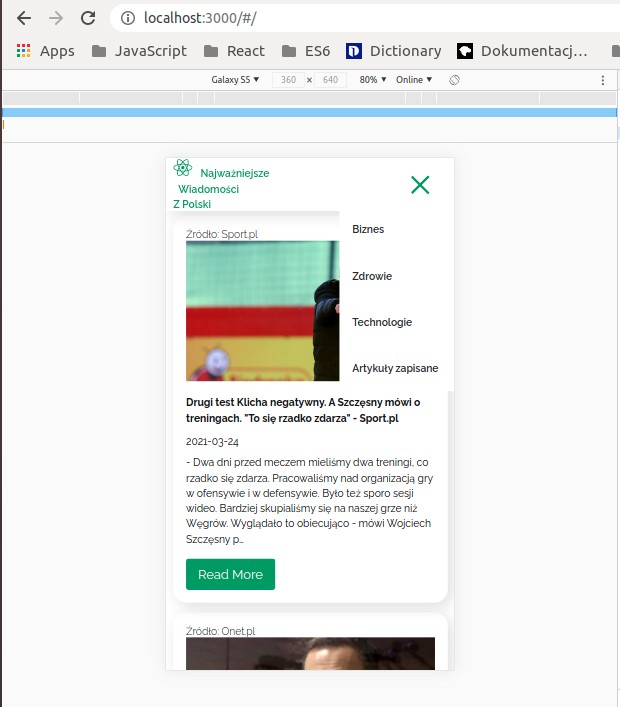 localhost:3000/#/
Apps JavaScript React ES6 Dictionary Dokumentacj...
Galaxy S5 ▼ 360 × 640 80% ▼ Online ▼
Najważniejsze
Wiadomości
Z Polski
Biznes
Zdrowie
Technologie
Artykuły zapisane
Źródło: Sport.pl
Drugi test Klicha negatywny. A Szczęsny mówi o
treningach. "To się rzadko zdarza" - Sport.pl
2021-03-24
- Dwa dni przed meczem mieliśmy dwa treningi, co
rzadko się zdarza. Pracowaliśmy nad organizacją gry
w ofensywie i w defensywie. Było też sporo sesji
wideo. Bardziej skupialiśmy się na naszej grze niż
Węgrów. Wyglądało to obiecująco - mówi Wojciech
Szczęsny p...
Read More
Źródło: Onet.pl